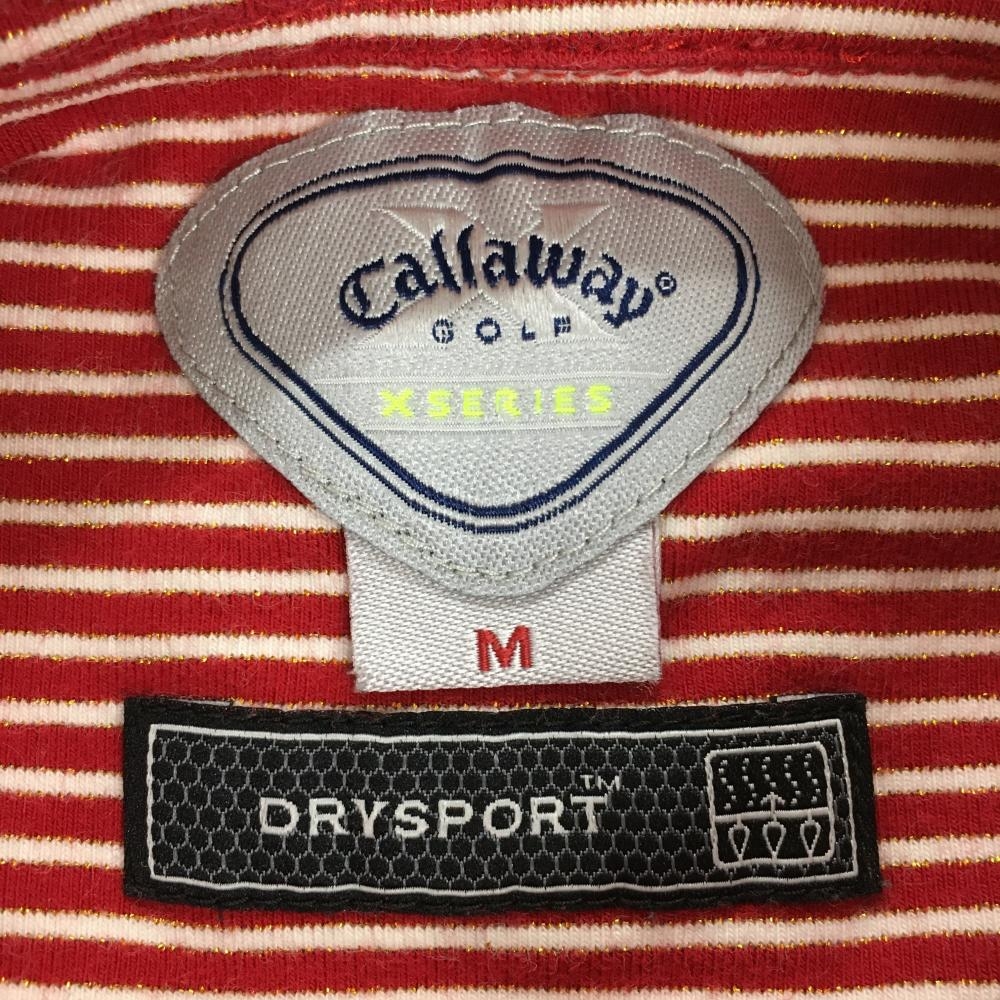 Callaway®
GOLF
X SERIES
M
DRYSPORT™